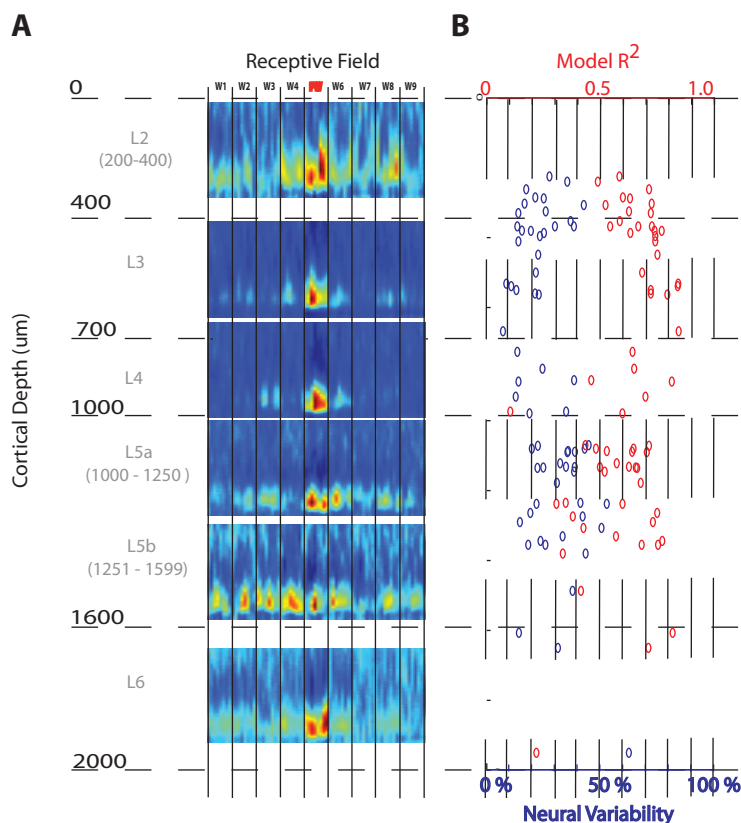 A
B
Receptive Field
Model R2
W1 W2 W3 W4 PW W6 W7 W8 W9
0 0.5 1.0
0
L2
(200-400)
400
L3
700
L4
1000
L5a
(1000 - 1250 )
L5b
(1251 - 1599)
1600
L6
2000
Cortical Depth (um)
0 % 50 % 100 %
Neural Variability